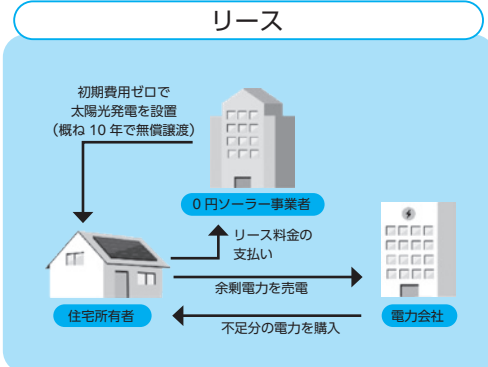 リース
初期費用ゼロで
太陽光発電を設置
（概ね 10 年で無償譲渡）
0 円ソーラー事業者
リース料金の
支払い
余剰電力を売電
住宅所有者
電力会社
不足分の電力を購入